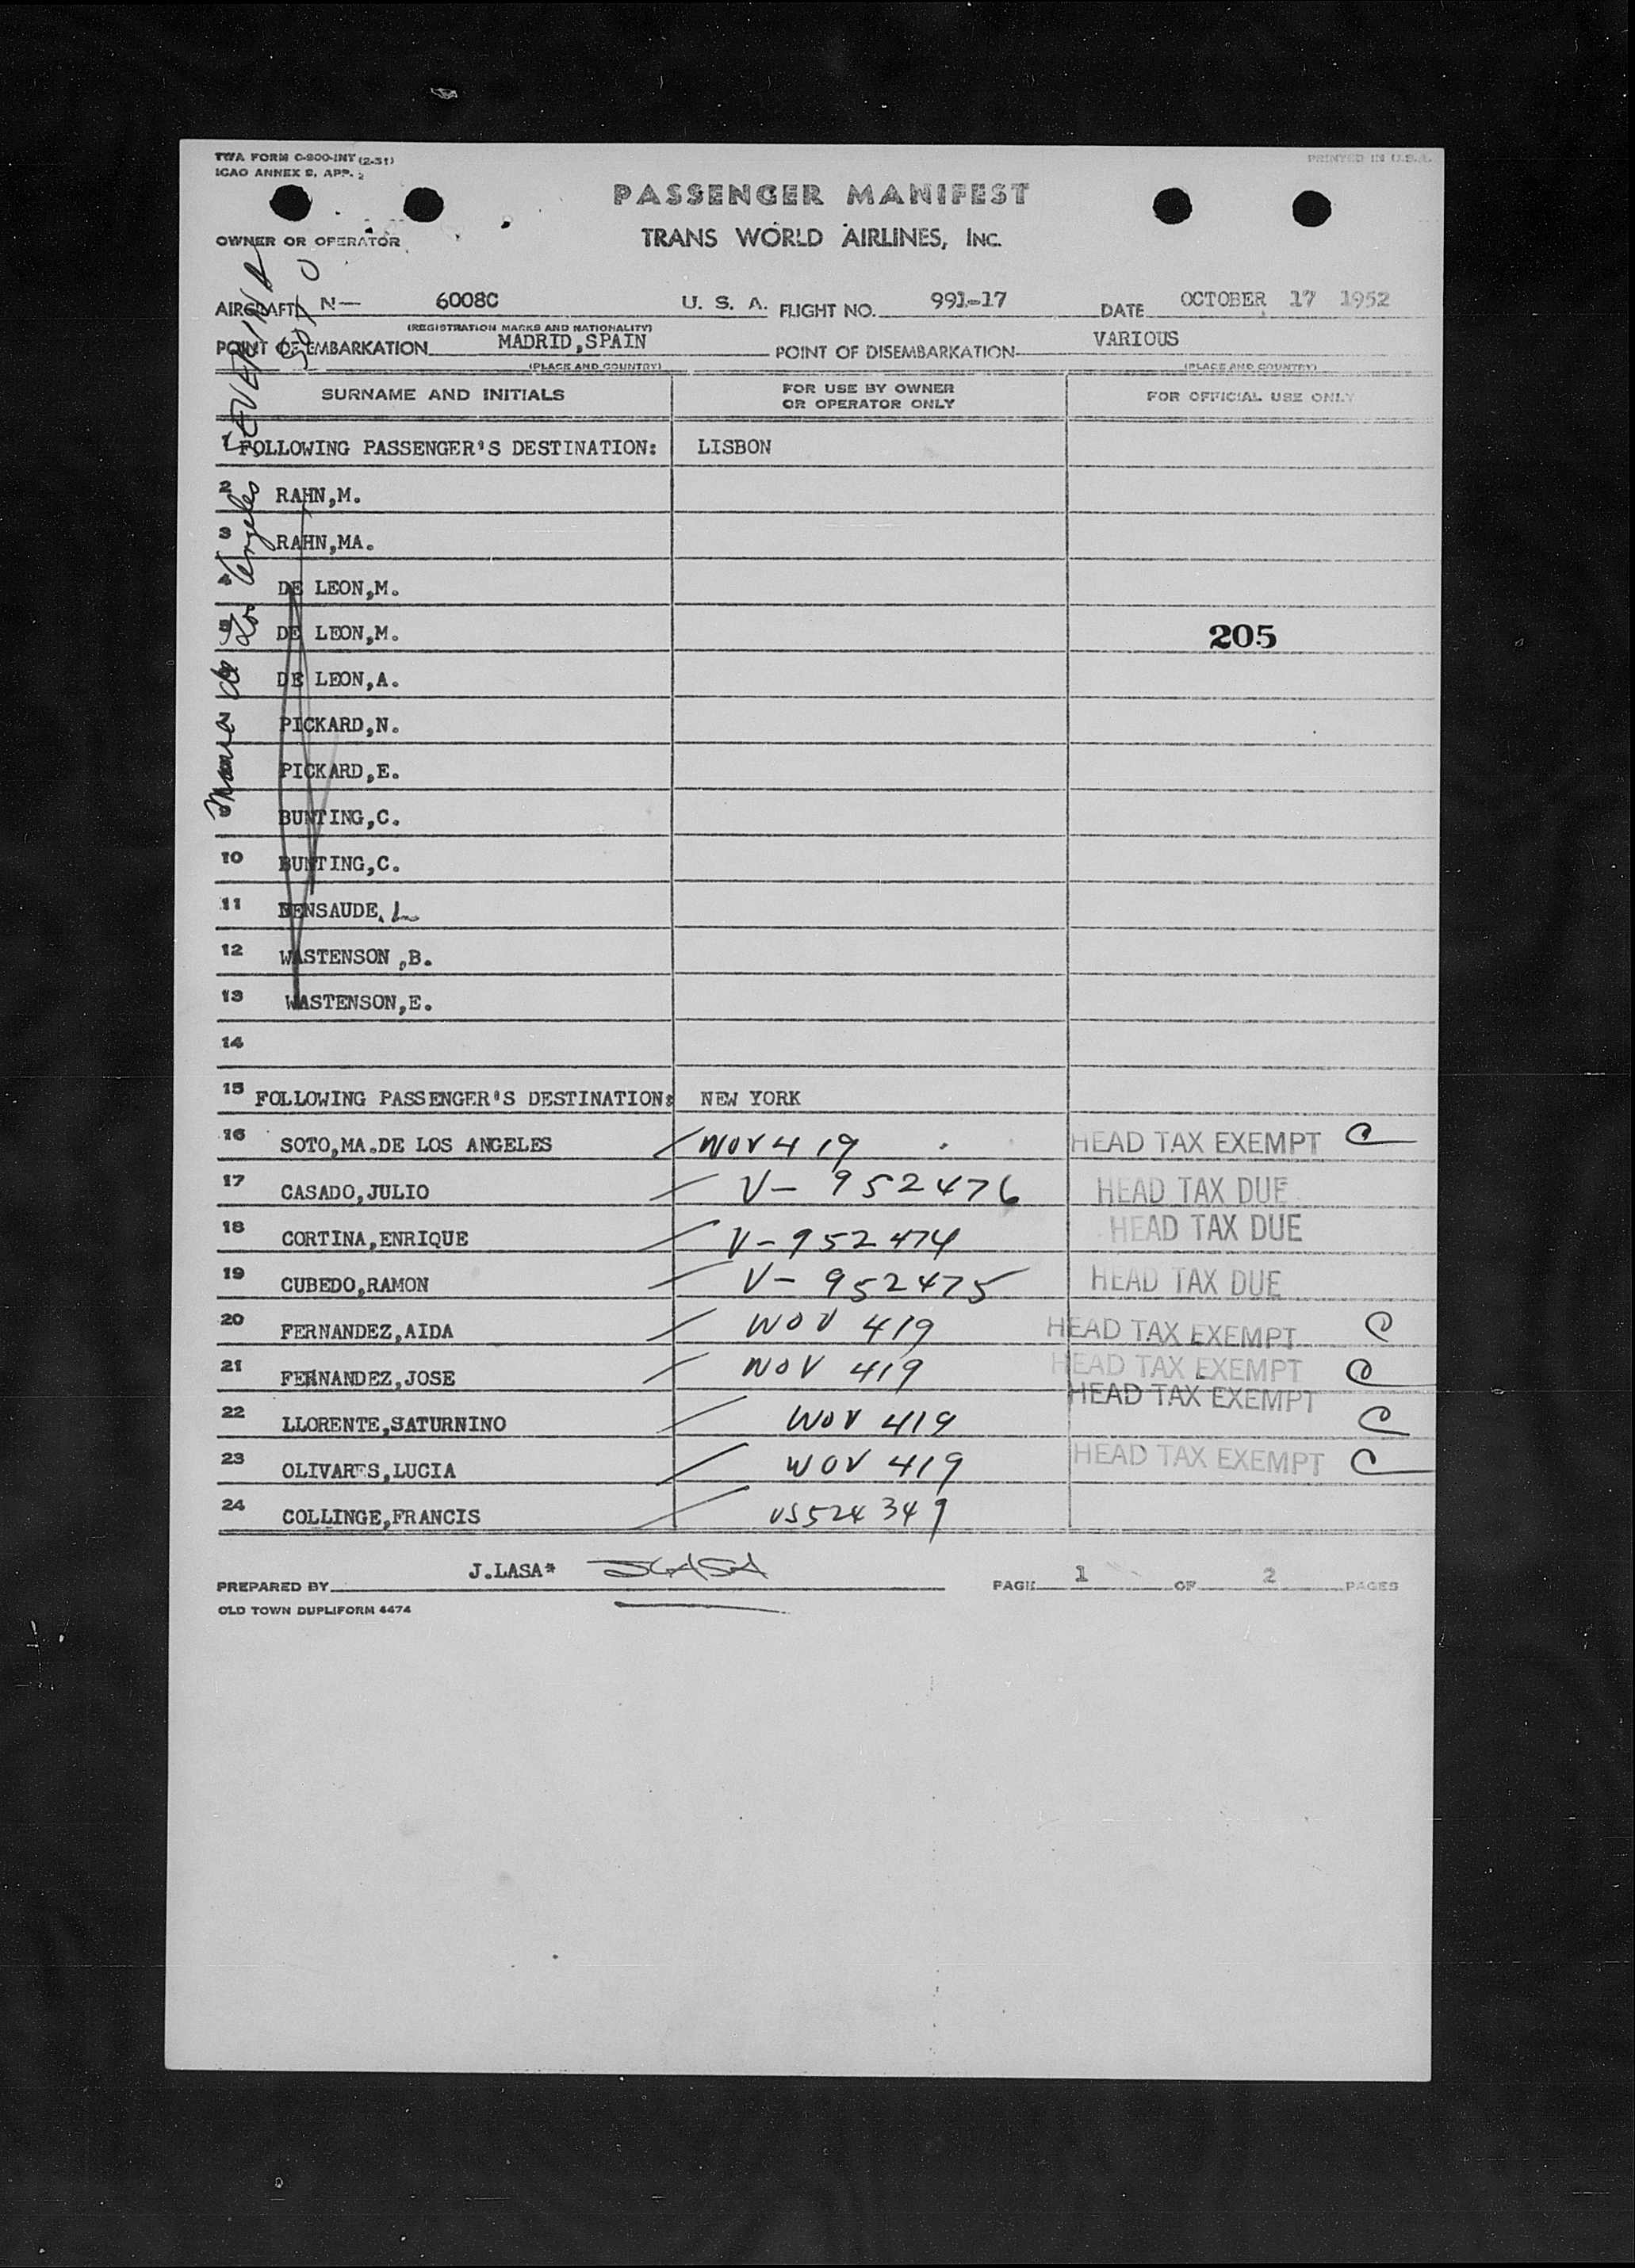 TWA FORM C-800-INT (2-51)
PRINTED IN U.S.A.
ICAO ANNEX 9, APP. 2
PASSENGER MANIFEST
OWNER OR OPERATOR
TRANS WORLD AIRLINES, INC.
AIRCRAFT N— 6008C U. S. A. FLIGHT NO. 991-17 DATE OCTOBER 17 1952
(REGISTRATION MARKS AND NATIONALITY)
POINT OF EMBARKATION MADRID,SPAIN POINT OF DISEMBARKATION VARIOUS
(PLACE AND COUNTRY) (PLACE AND COUNTRY)
SURNAME AND INITIALS FOR USE BY OWNER OR OPERATOR ONLY FOR OFFICIAL USE ONLY
Maria de Los Angeles SEVERINA
SOTO
1 FOLLOWING PASSENGER'S DESTINATION: LISBON
2 RAHN,M.
3 RAHN,MA.
4 DE LEON,M.
5 DE LEON,M. 205
DE LEON,A.
PICKARD,N.
PICKARD,E.
BUNTING,C.
10 BUNTING,C.
11 BENSAUDE, L
12 WASTENSON ,B.
13 WASTENSON,E.
14
15 FOLLOWING PASSENGER'S DESTINATION: NEW YORK
16 SOTO,MA.DE LOS ANGELES / WOV 419 HEAD TAX EXEMPT C
17 CASADO,JULIO / V- 952476 HEAD TAX DUE
18 CORTINA,ENRIQUE / V-952474 HEAD TAX DUE
19 CUBEDO,RAMON / V- 952475 HEAD TAX DUE
20 FERNANDEZ,AIDA / WOV 419 HEAD TAX EXEMPT C
21 FERNANDEZ,JOSE / WOV 419 HEAD TAX EXEMPT C
22 LLORENTE,SATURNINO / WOV 419 HEAD TAX EXEMPT C
23 OLIVARES,LUCIA / WOV 419 HEAD TAX EXEMPT C
24 COLLINGE,FRANCIS / US524349
PREPARED BY J.LASA* JLASA PAGE 1 OF 2 PAGES
OLD TOWN DUPLIFORM 4474